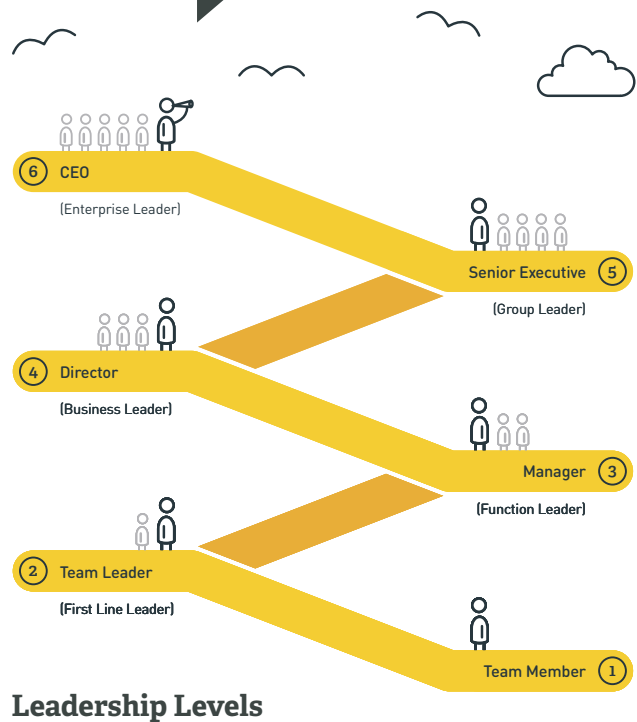 6 CEO
(Enterprise Leader)
Senior Executive 5
(Group Leader)
4 Director
(Business Leader)
Manager 3
(Function Leader)
2 Team Leader
(First Line Leader)
Team Member 1
Leadership Levels